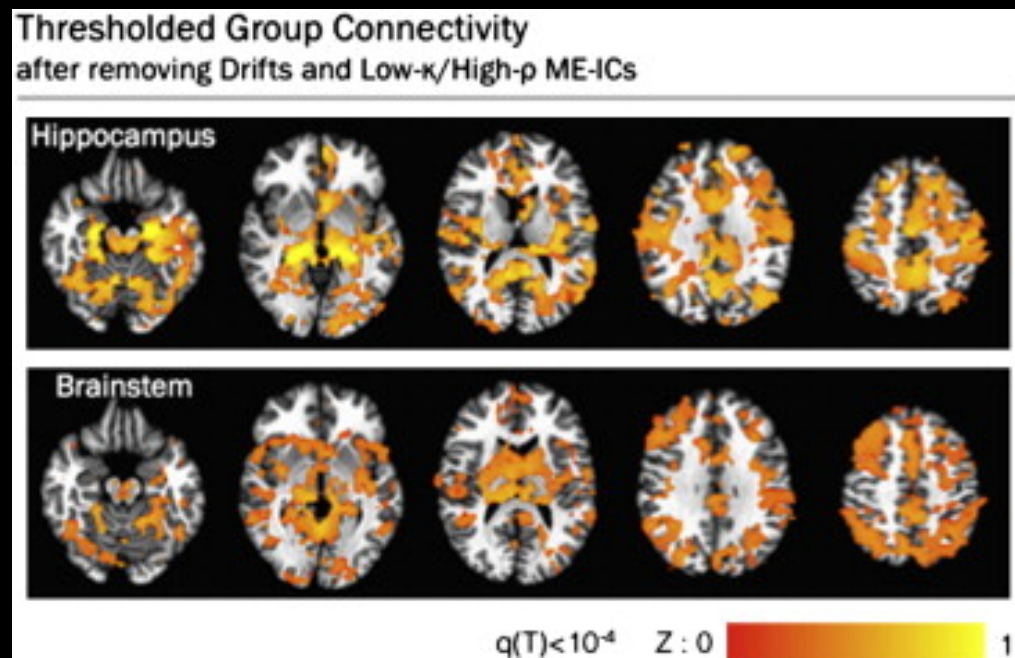 Thresholded Group Connectivity
after removing Drifts and Low-κ/High-ρ ME-ICs
Hippocampus
Brainstem
q(T)<10⁻⁴ Z : 0 1